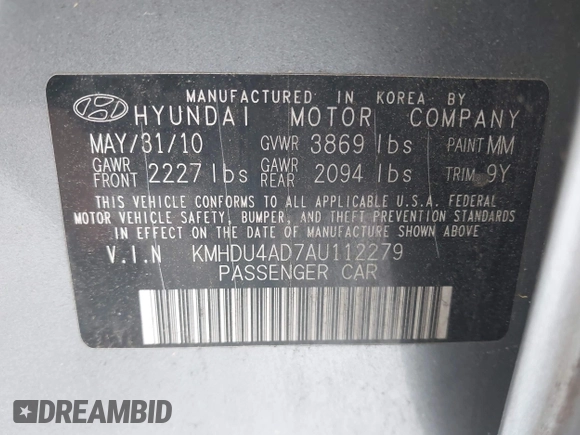 MANUFACTURED IN KOREA BY
HYUNDAI MOTOR COMPANY
MAY/31/10 GVWR 3869 lbs PAINT MM
GAWR FRONT 2227 lbs GAWR REAR 2094 lbs TRIM 9Y
THIS VEHICLE CONFORMS TO ALL APPLICABLE U.S.A. FEDERAL
MOTOR VEHICLE SAFETY, BUMPER, AND THEFT PREVENTION STANDARDS
IN EFFECT ON THE DATE OF MANUFACTURE SHOWN ABOVE.
V.I.N KMHDU4AD7AU112279
PASSENGER CAR
DREAMBID